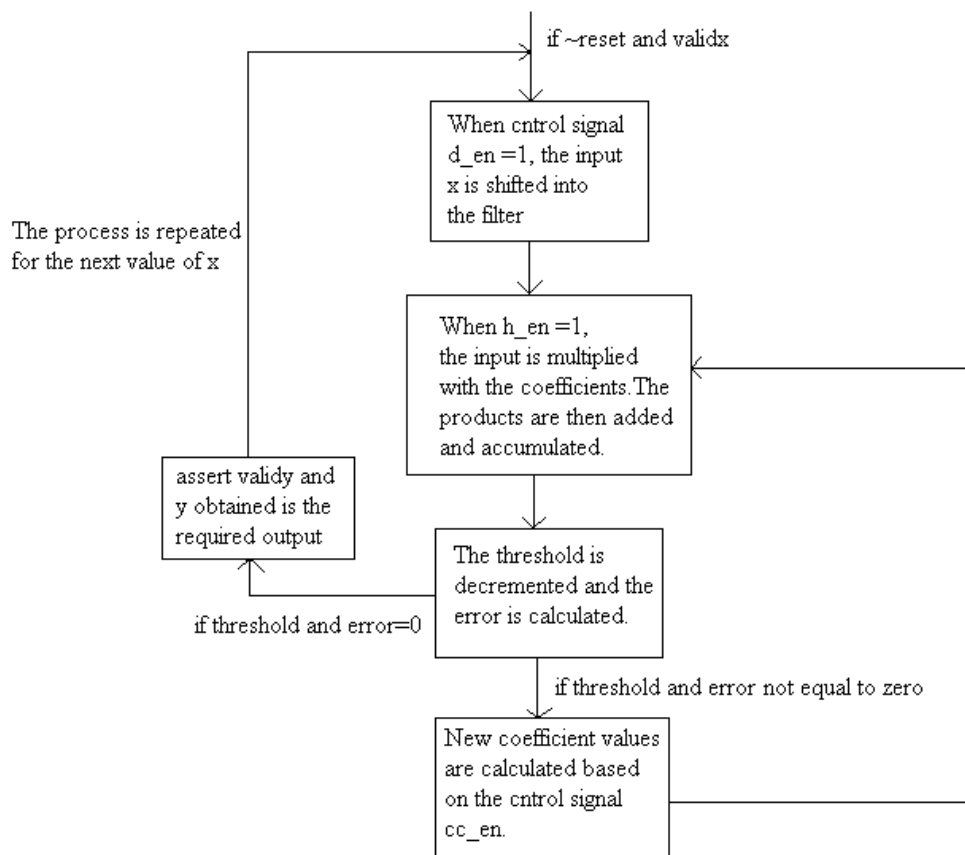 if ~reset and validx
When cntrol signal
d_en =1, the input
x is shifted into
the filter
The process is repeated
for the next value of x
When h_en =1,
the input is multiplied
with the coefficients.The
products are then added
and accumulated.
assert validy and
y obtained is the
required output
The threshold is
decremented and the
error is calculated.
if threshold and error=0
if threshold and error not equal to zero
New coefficient values
are calculated based
on the cntrol signal
cc_en.